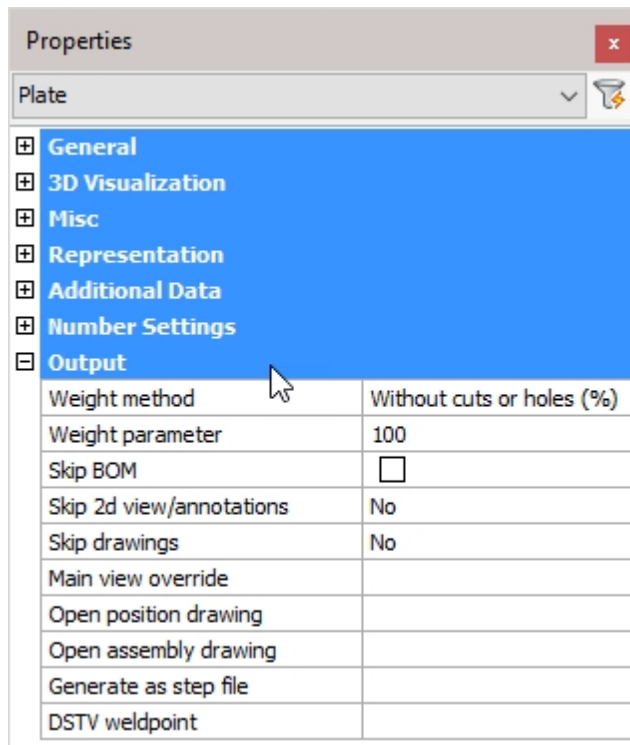 Properties
x
Plate
General
3D Visualization
Misc
Representation
Additional Data
Number Settings
Output
Weight method Without cuts or holes (%)
Weight parameter 100
Skip BOM
Skip 2d view/annotations No
Skip drawings No
Main view override
Open position drawing
Open assembly drawing
Generate as step file
DSTV weldpoint